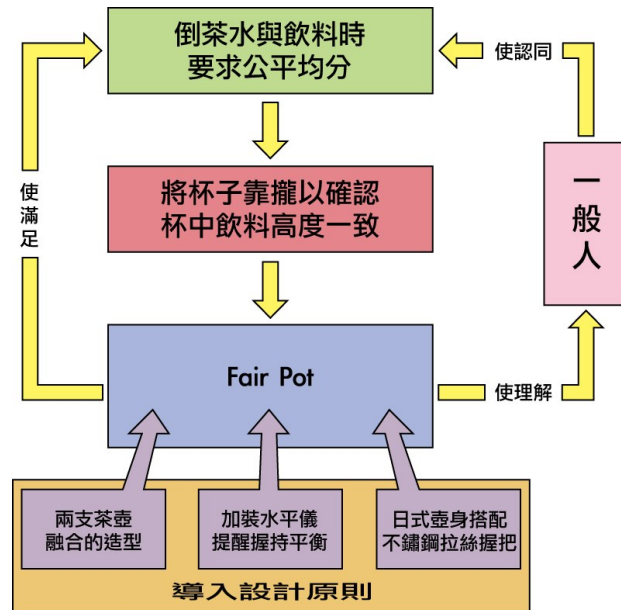 倒茶水與飲料時
要求公平均分
使認同
使滿足
將杯子靠攏以確認
杯中飲料高度一致
一般人
Fair Pot
使理解
兩支茶壺
融合的造型
加裝水平儀
提醒握持平衡
日式壺身搭配
不鏽鋼拉絲握把
導入設計原則